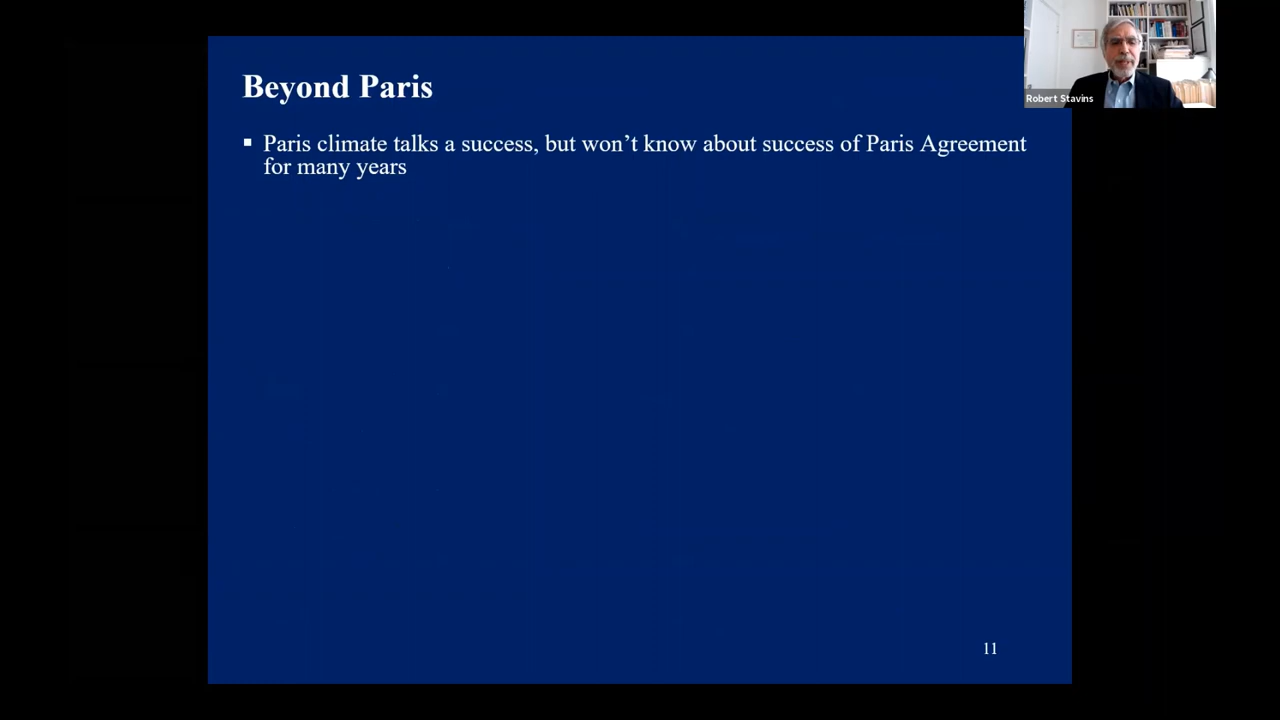 Robert Stavins
Beyond Paris
▪ Paris climate talks a success, but won’t know about success of Paris Agreement
for many years
11